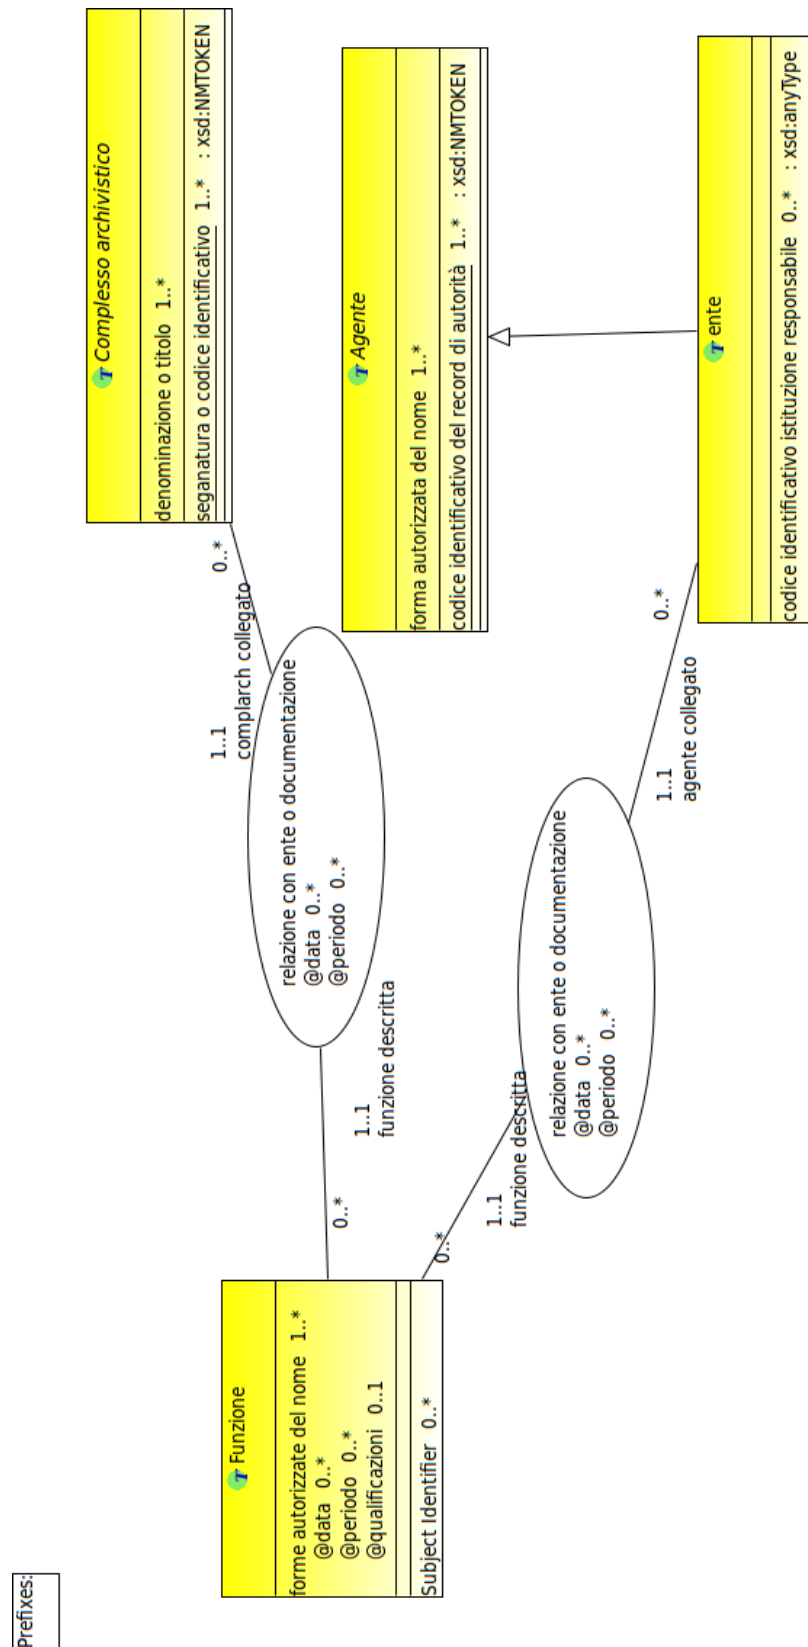 Prefixes:
T Funzione
forme autorizzate del nome 1..*
@data 0..*
@periodo 0..*
@qualificazioni 0..1
Subject Identifier 0..*
0..*
1..1
funzione descritta
relazione con ente o documentazione
@data 0..*
@periodo 0..*
1..1
complarch collegato
0..*
T Complesso archivistico
denominazione o titolo 1..*
seganatura o codice identificativo 1..* : xsd:NMTOKEN
T Agente
forma autorizzata del nome 1..*
codice identificativo del record di autorità 1..* : xsd:NMTOKEN
0..*
1..1
funzione descritta
relazione con ente o documentazione
@data 0..*
@periodo 0..*
1..1
agente collegato
0..*
T ente
codice identificativo istituzione responsabile 0..* : xsd:anyType